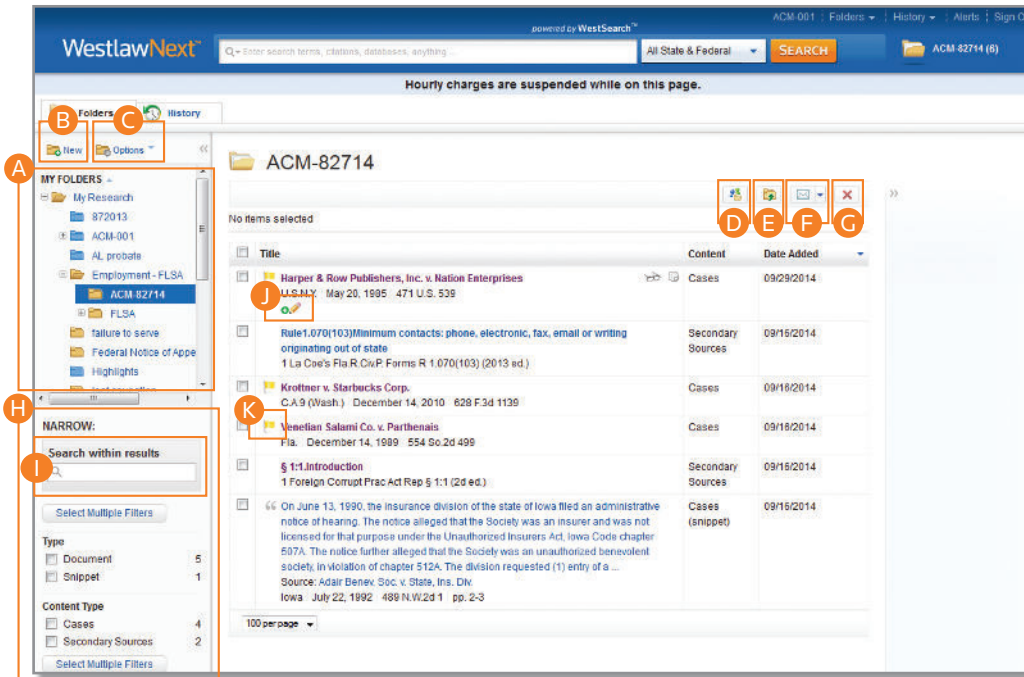 ACM-001 Folders History Alerts Sign O
powered by WestSearch™
WestlawNext™
Enter search terms, citations, databases, anything ...
All State & Federal
SEARCH
ACM-82714 (6)
Hourly charges are suspended while on this page.
Folders
History
B
C
New
Options
A
MY FOLDERS
My Research
872013
ACM-001
AL probate
Employment - FLSA
ACM-82714
FLSA
failure to serve
Federal Notice of Appe
Highlights
H
NARROW:
Search within results
I
Select Multiple Filters
Type
Document 5
Snippet 1
Content Type
Cases 4
Secondary Sources 2
Select Multiple Filters
ACM-82714
D
E
F
G
No items selected
Title Content Date Added
Harper & Row Publishers, Inc. v. Nation Enterprises Cases 09/29/2014
U.S.N.Y. May 20, 1985 471 U.S. 539
J
Rule1.070(103)Minimum contacts: phone, electronic, fax, email or writing Secondary 09/16/2014
originating out of state Sources
1 La Coe's Fla.R.Civ.P. Forms R 1.070(103) (2013 ed.)
Krottner v. Starbucks Corp. Cases 09/16/2014
C.A.9 (Wash.) December 14, 2010 628 F.3d 1139
K
Venetian Salami Co. v. Parthenais Cases 09/16/2014
Fla. December 14, 1989 554 So.2d 499
§ 1:1.Introduction Secondary 09/16/2014
1 Foreign Corrupt Prac Act Rep § 1:1 (2d ed.) Sources
“ On June 13, 1990, the insurance division of the state of Iowa filed an administrative Cases 09/16/2014
notice of hearing. The notice alleged that the Society was an insurer and was not (snippet)
licensed for that purpose under the Unauthorized Insurers Act, Iowa Code chapter
507A. The notice further alleged that the Society was an unauthorized benevolent
society, in violation of chapter 512A. The division requested (1) entry of a ...
Source: Adair Benev. Soc. v. State, Ins. Div.
Iowa July 22, 1992 489 N.W.2d 1 pp. 2-3
100 per page